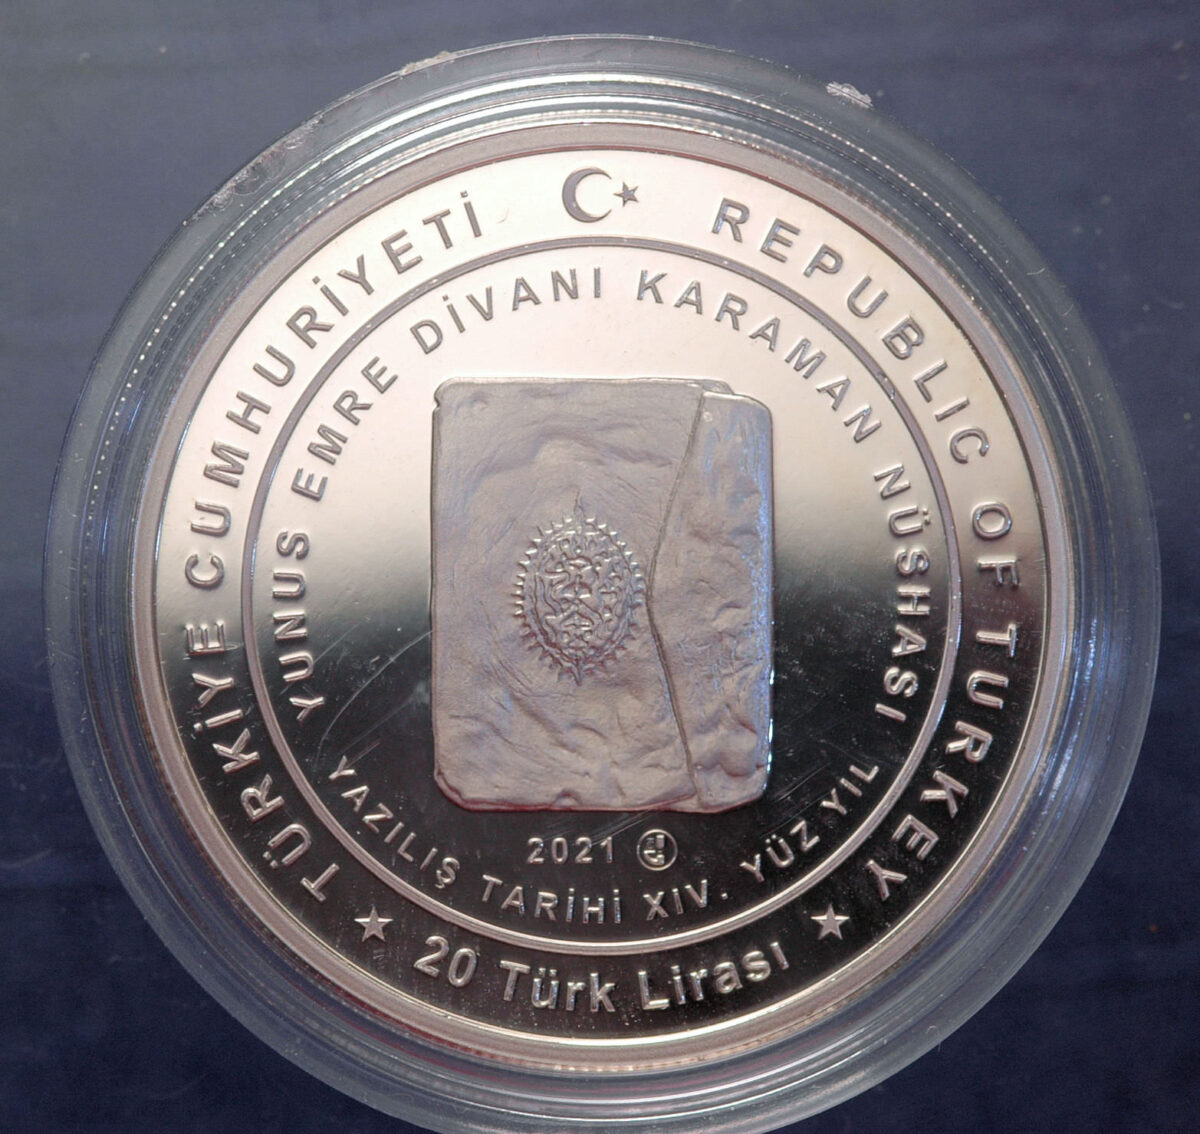 TÜRKİYE CUMHURİYETİ
REPUBLIC OF TURKEY
YUNUS EMRE DİVANI KARAMAN NÜSHASI
2021
YAZILIŞ TARİHİ XIV. YÜZ YIL
20 Türk Lirası